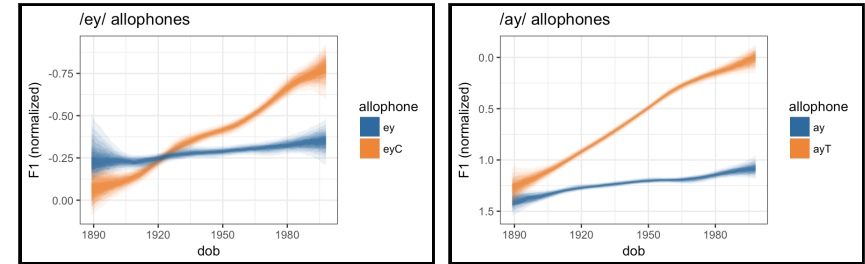 /ey/ allophones
F1 (normalized)
-0.75
-0.50
-0.25
0.00
1890
1920
1950
1980
dob
allophone
ey
eyC
/ay/ allophones
F1 (normalized)
0.0
0.5
1.0
1.5
1890
1920
1950
1980
dob
allophone
ay
ayT